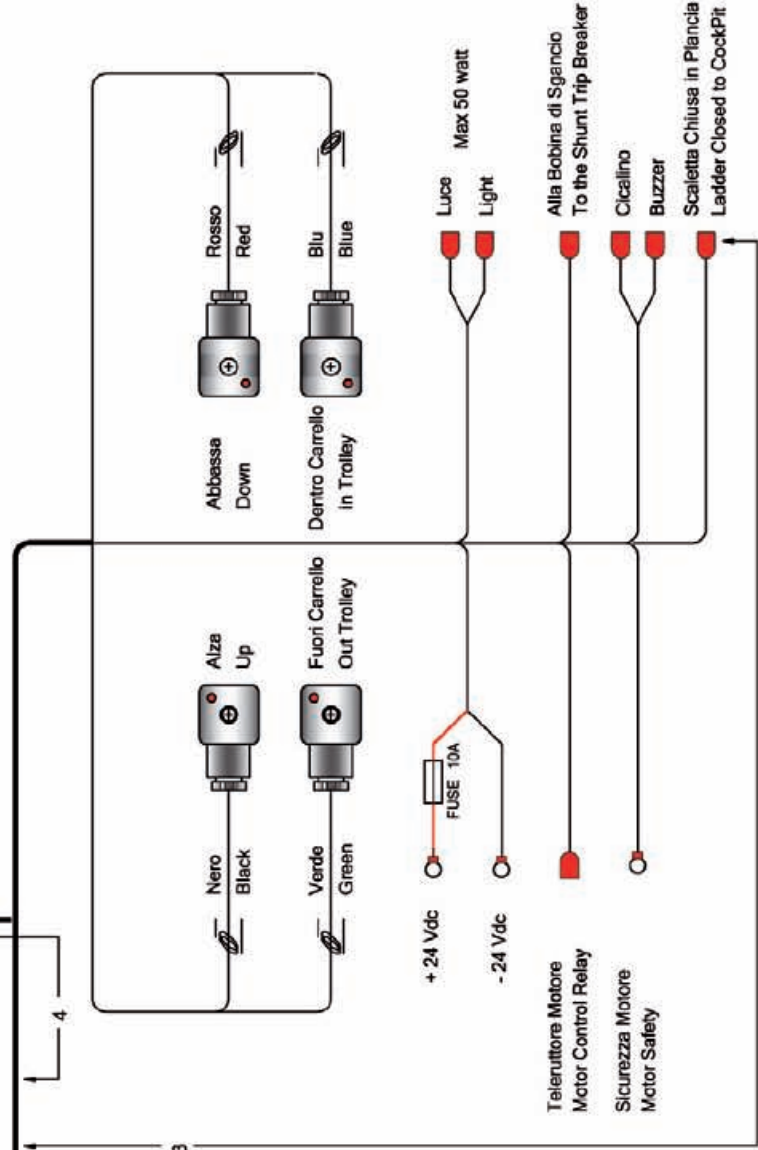 4
Nero
Black
Alza
Up
Abbassa
Down
Rosso
Red
Verde
Green
Fuori Carrello
Out Trolley
Dentro Carrello
In Trolley
Blu
Blue
+ 24 Vdc
FUSE 10A
- 24 Vdc
Luce
Light
Max 50 watt
Teleruttore Motore
Motor Control Relay
Alla Bobina di Sgancio
To the Shunt Trip Breaker
Sicurezza Motore
Motor Safety
Cicalino
Buzzer
Scaletta Chiusa in Plancia
Ladder Closed to CockPit